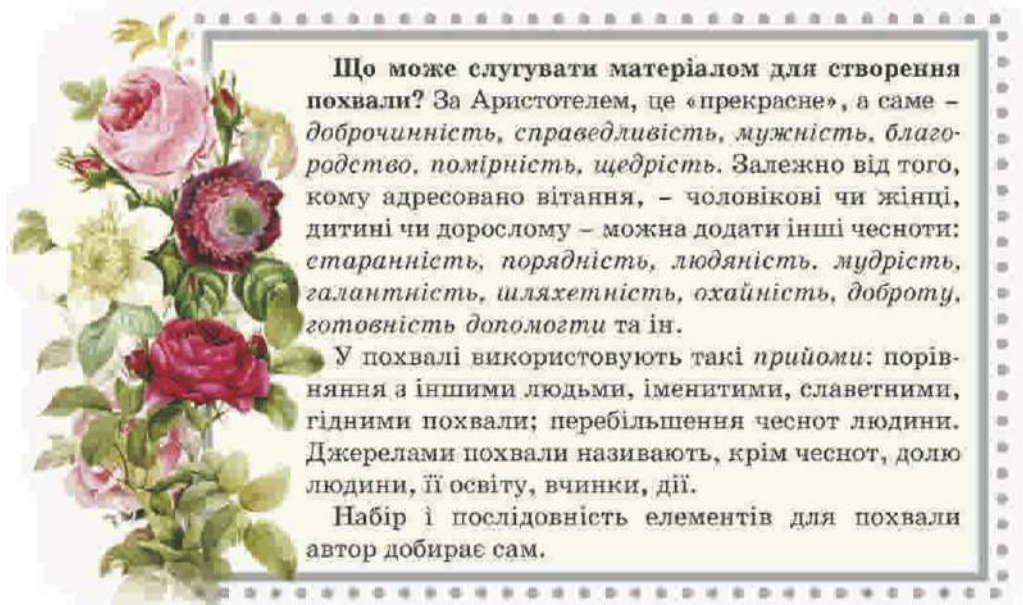 Що може слугувати матеріалом для створення
похвали? За Аристотелем, це «прекрасне», а саме –
доброчинність, справедливість, мужність, благо-
родство, помірність, щедрість. Залежно від того,
кому адресовано вітання, – чоловікові чи жінці,
дитині чи дорослому – можна додати інші чесноти:
старанність, порядність, людяність. мудрість,
галантність, шляхетність, охайність, доброту,
готовність допомогти та ін.
У похвалі використовують такі прийоми: порів-
няння з іншими людьми, іменитими, славетними,
гідними похвали; перебільшення чеснот людини.
Джерелами похвали називають, крім чеснот, долю
людини, її освіту, вчинки, дії.
Набір і послідовність елементів для похвали
автор добирає сам.